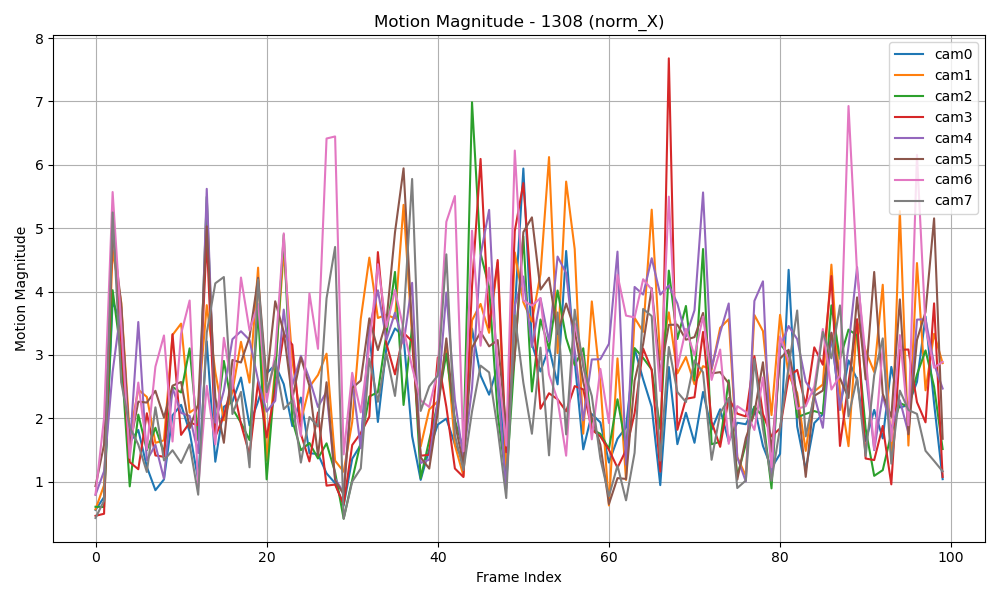 Motion Magnitude - 1308 (norm_X)
Motion Magnitude
8
7
6
5
4
3
2
1
0
20
40
60
80
100
Frame Index
cam0
cam1
cam2
cam3
cam4
cam5
cam6
cam7